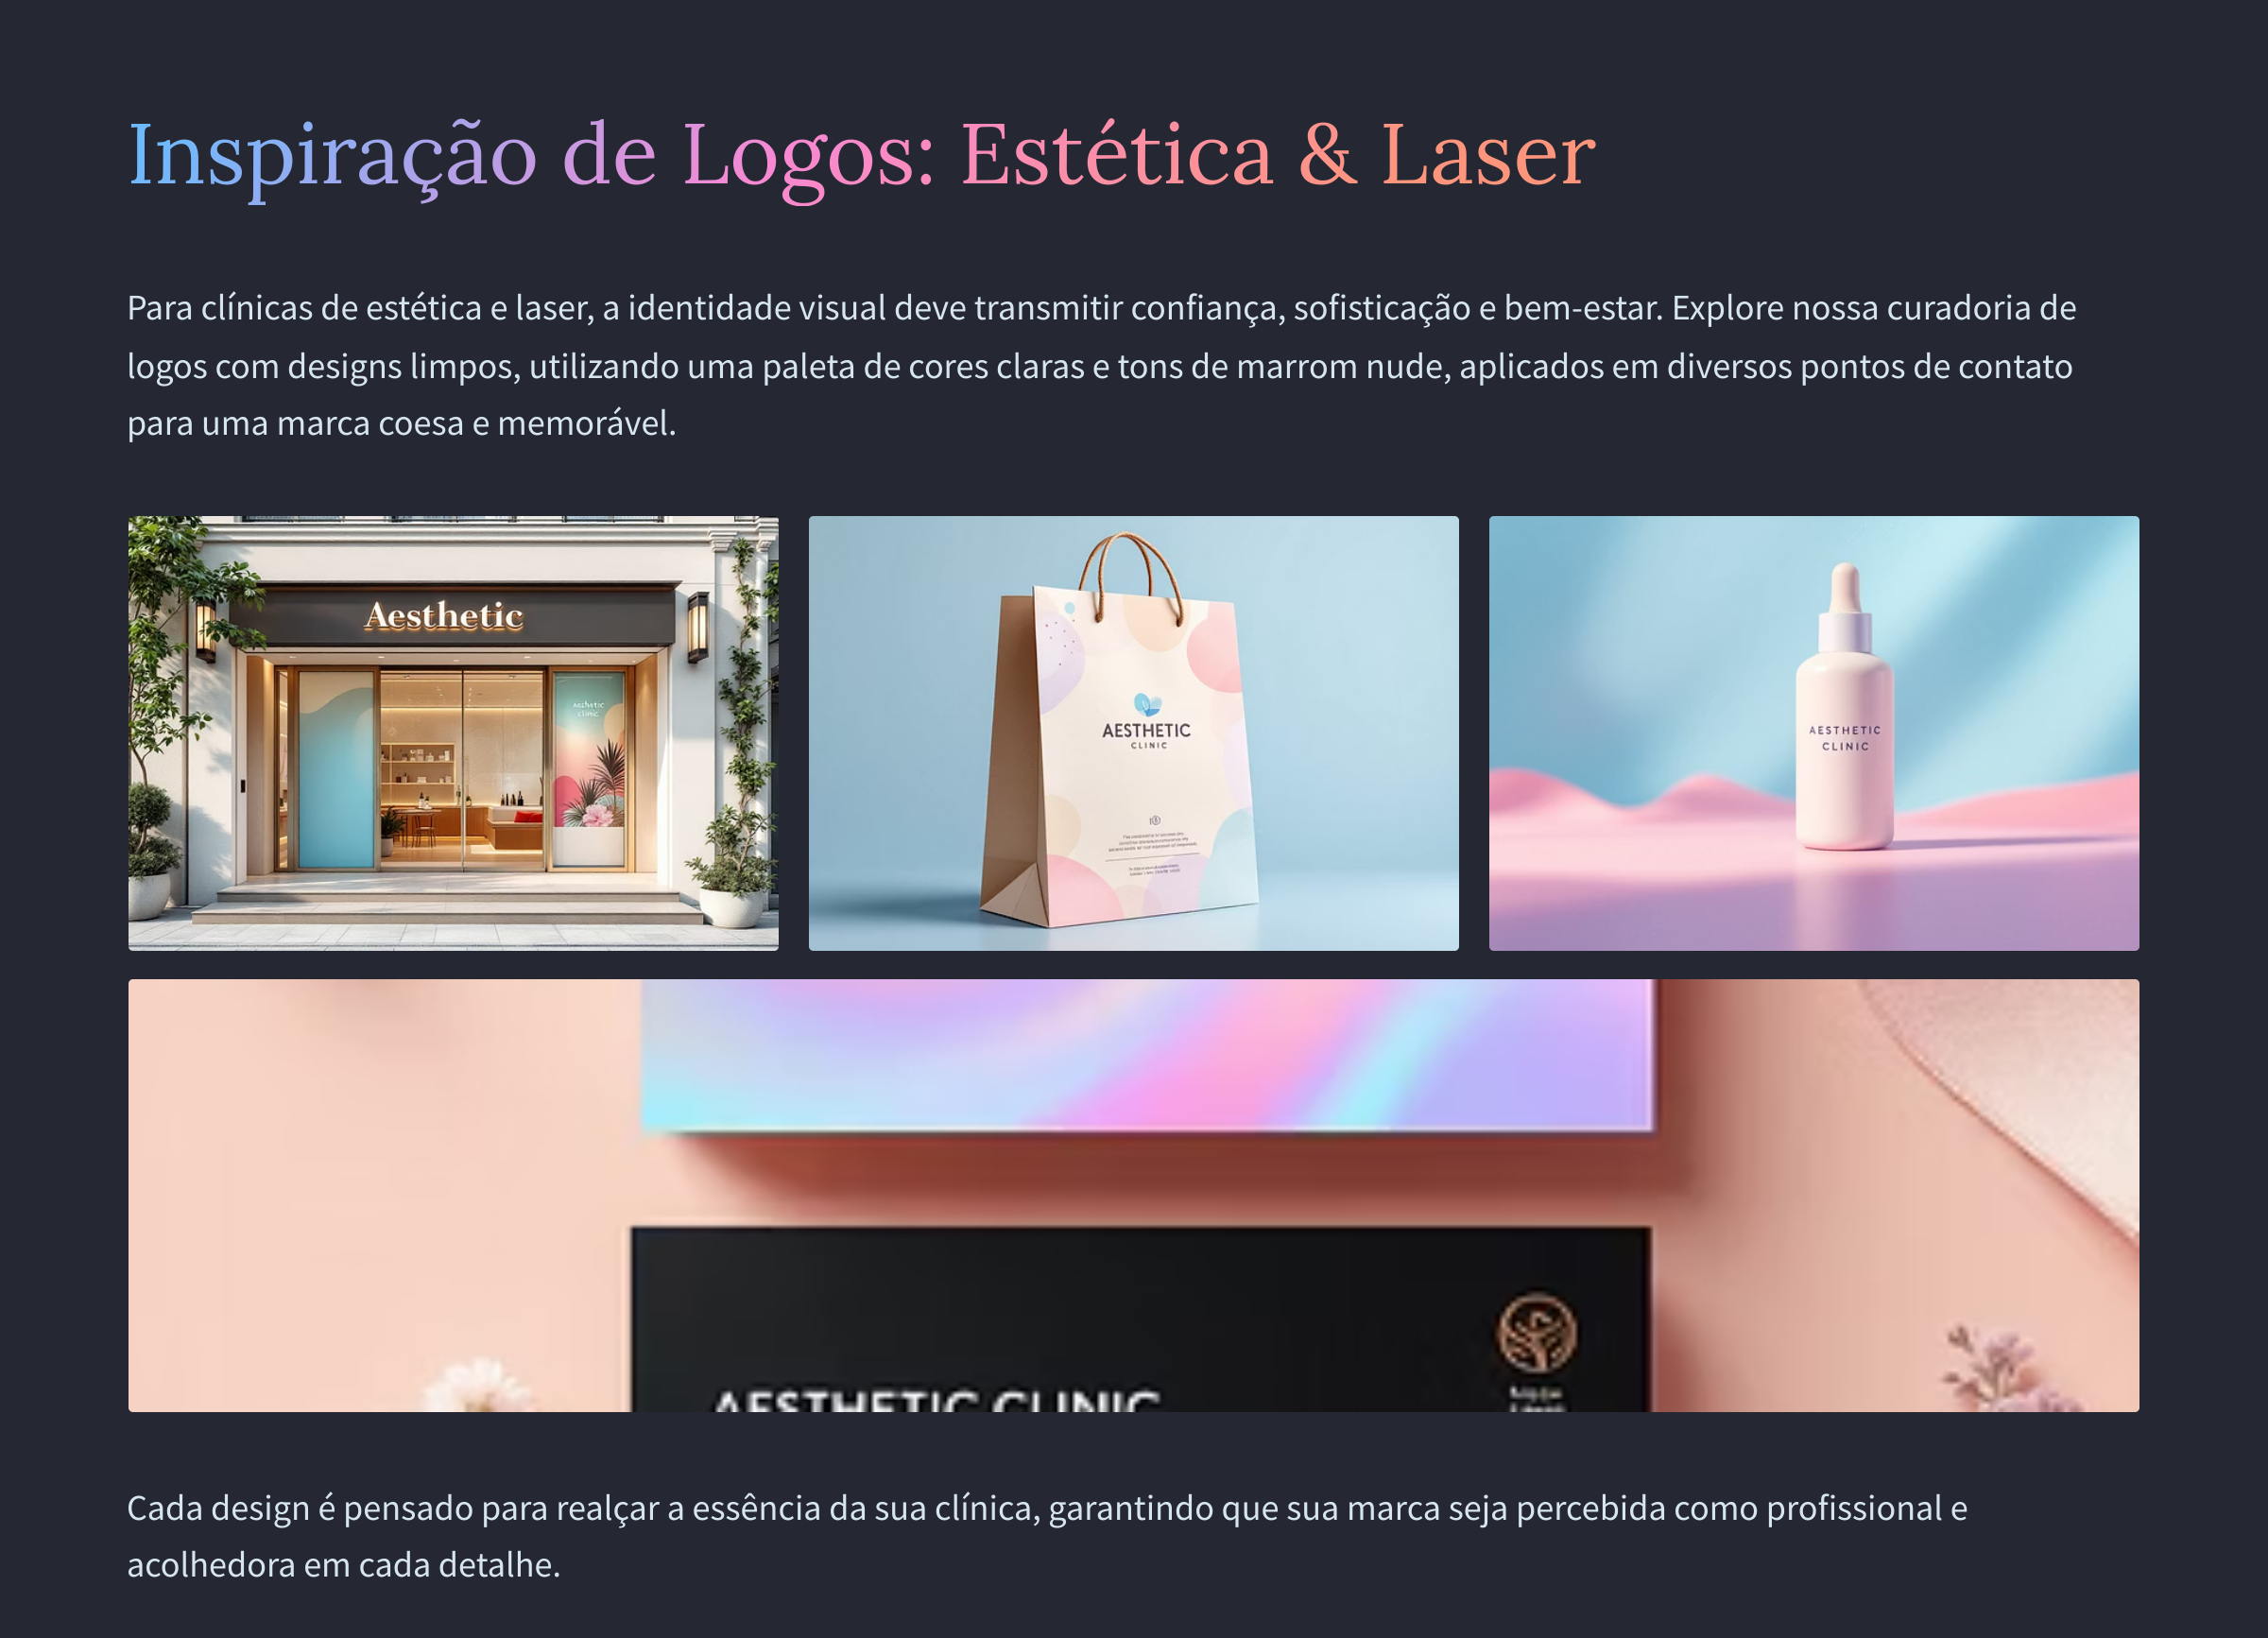 Inspiração de Logos: Estética & Laser
Para clínicas de estética e laser, a identidade visual deve transmitir confiança, sofisticação e bem-estar. Explore nossa curadoria de
logos com designs limpos, utilizando uma paleta de cores claras e tons de marrom nude, aplicados em diversos pontos de contato
para uma marca coesa e memorável.
Aesthetic
CLINIC
AESTHETIC
CLINIC
AESTHETIC
CLINIC
AESTHETIC CLINIC
Cada design é pensado para realçar a essência da sua clínica, garantindo que sua marca seja percebida como profissional e
acolhedora em cada detalhe.